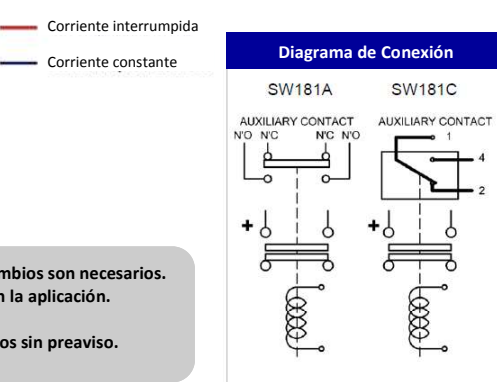 Corriente interrumpida
Corriente constante
Diagrama de Conexión
SW181A SW181C
AUXILIARY CONTACT AUXILIARY CONTACT
N'O N'C N'C N'O 1
4
2
+ +
mbios son necesarios.
n la aplicación.
os sin preaviso.